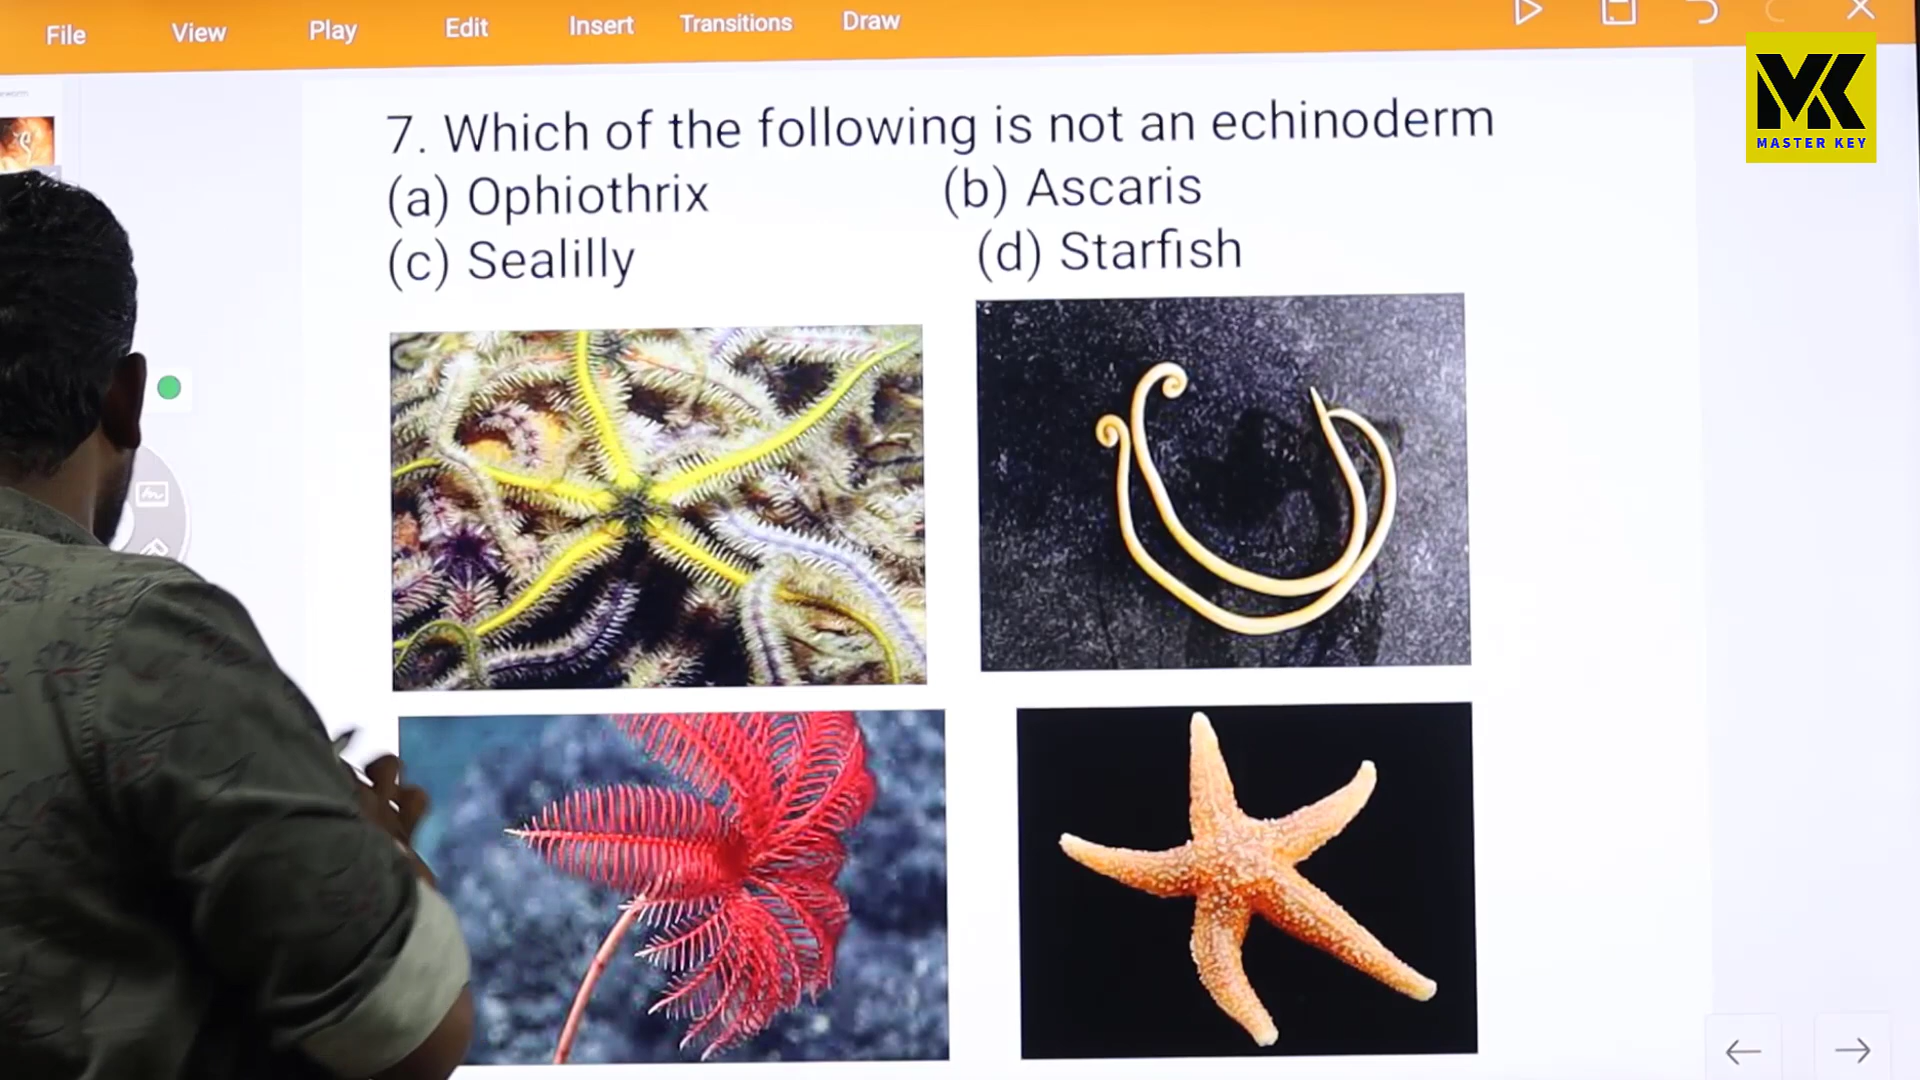 File View Play Edit Insert Transitions Draw
MK
MASTER KEY
7. Which of the following is not an echinoderm
(a) Ophiothrix (b) Ascaris
(c) Sealilly (d) Starfish